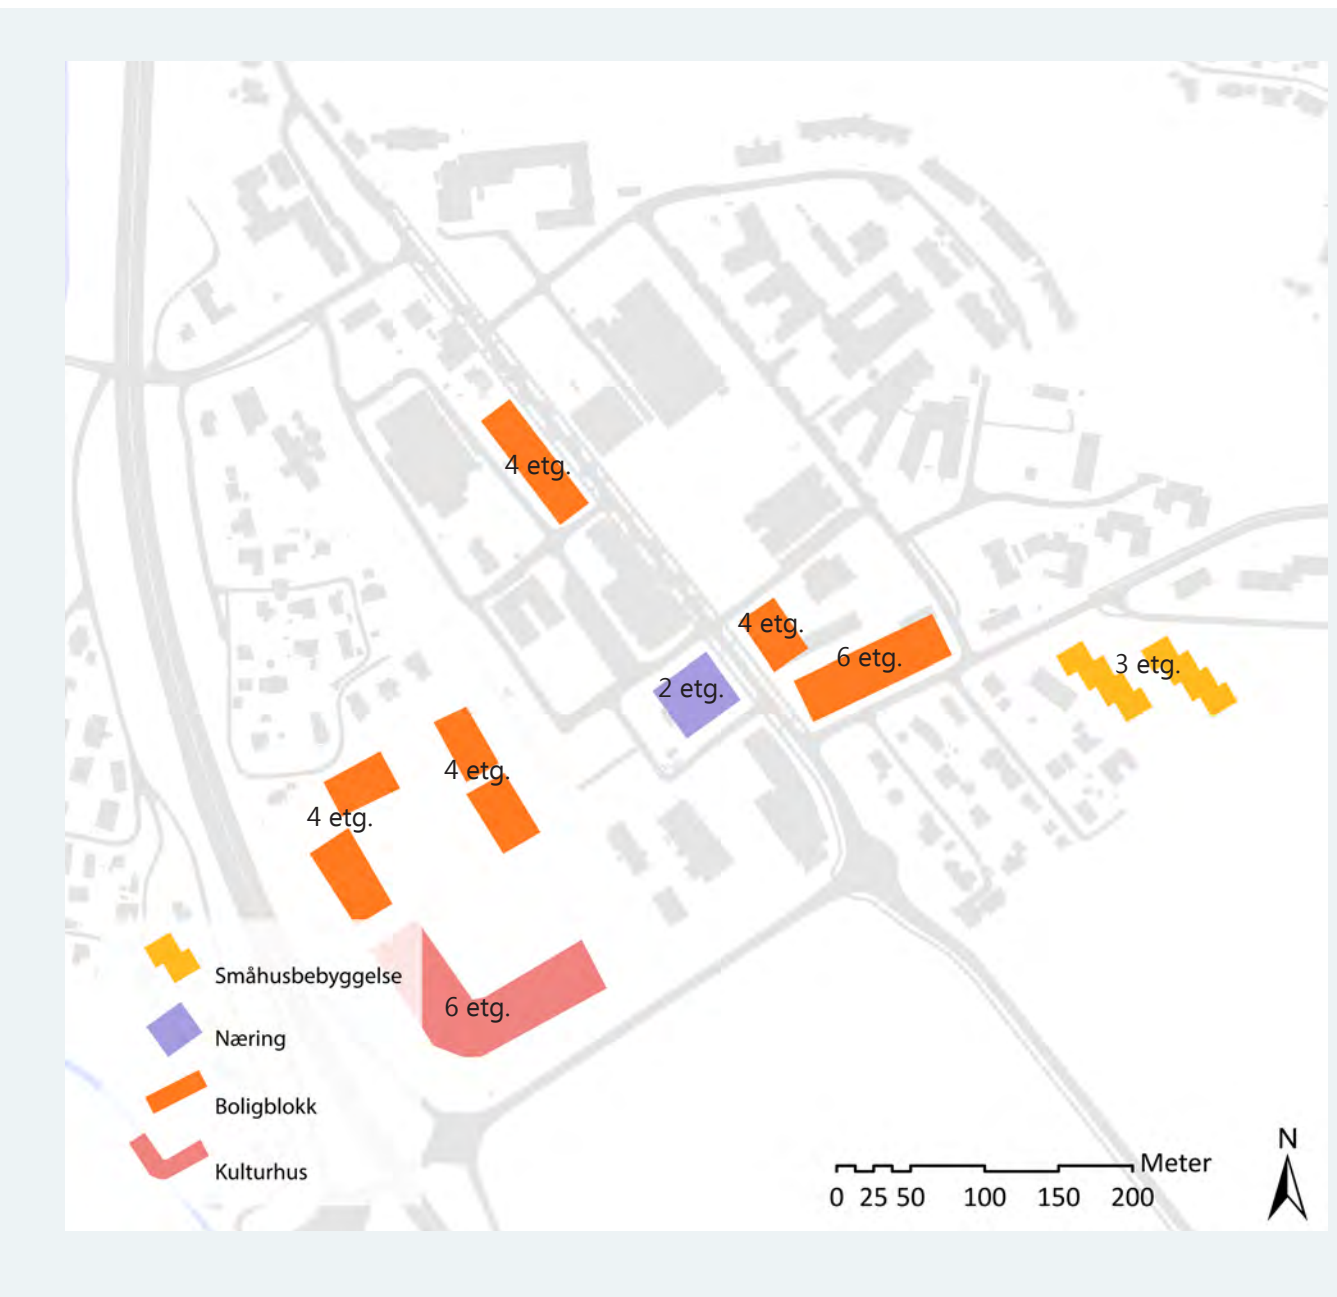 4 etg.
4 etg.
6 etg.
3 etg.
2 etg.
4 etg.
4 etg.
6 etg.
Småhusbebyggelse
Næring
Boligblokk
Kulturhus
N
Meter
0 25 50 100 150 200